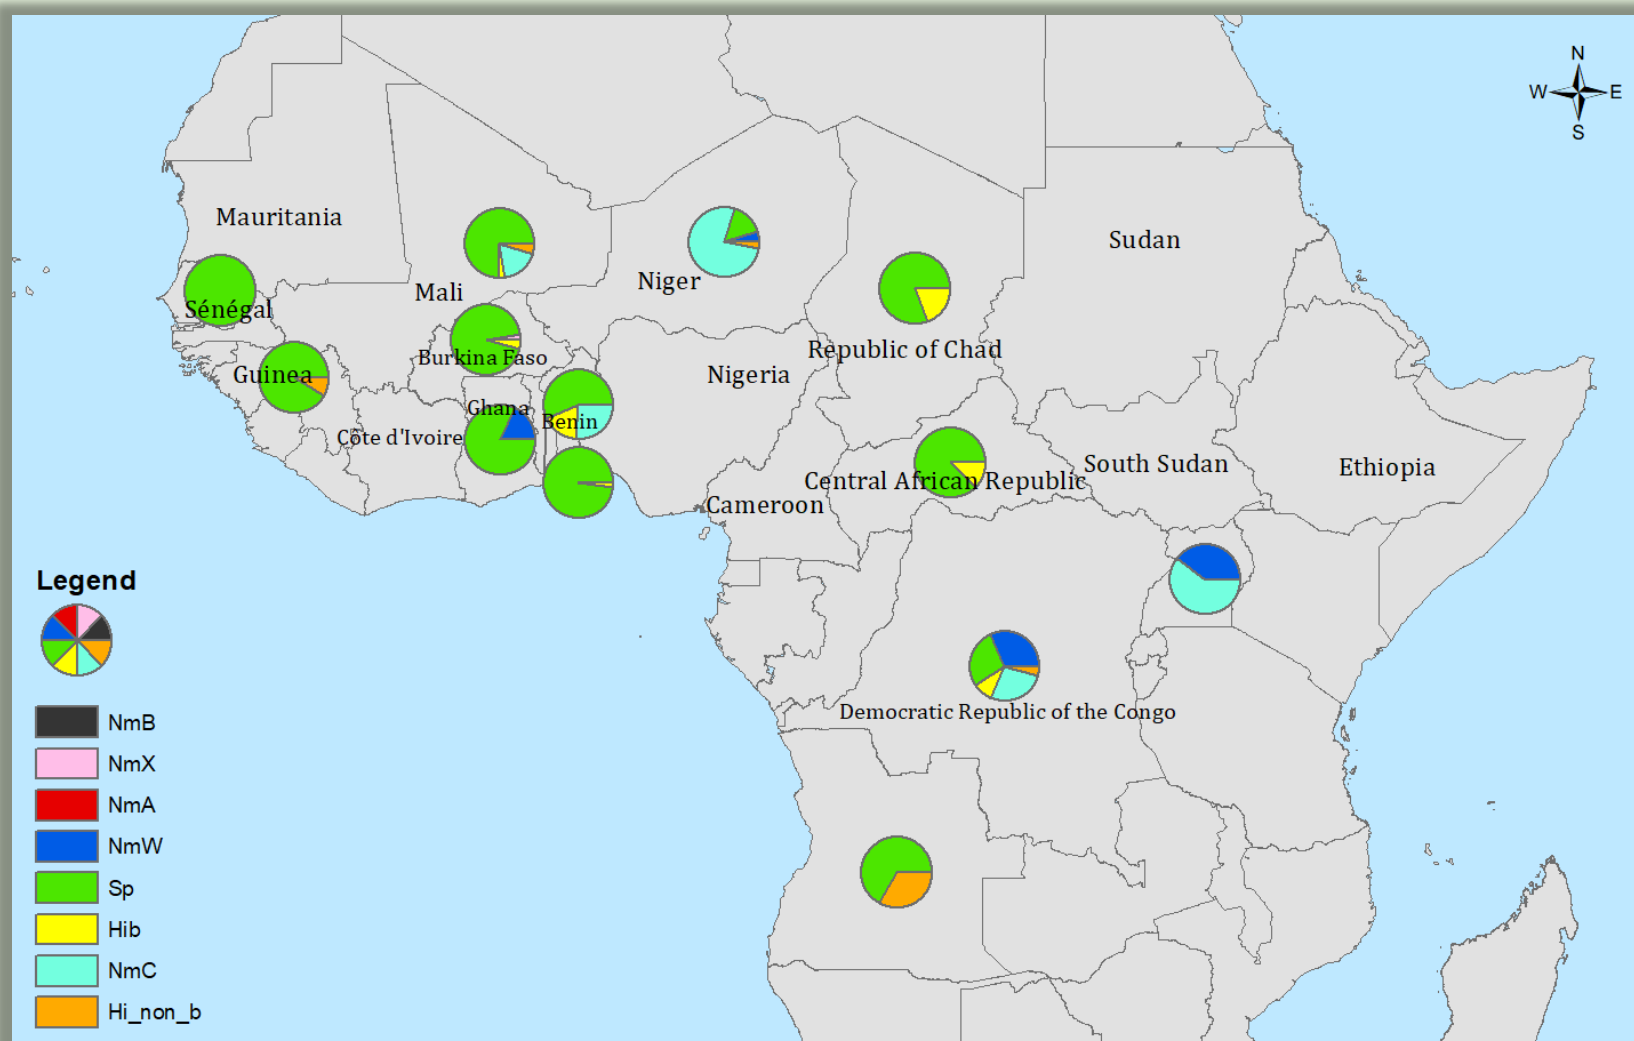 N
W E
S
Mauritania
Sudan
Mali
Niger
Sénégal
Republic of Chad
Burkina Faso
Guinea
Nigeria
Ghana
Benin
Côte d'Ivoire
South Sudan
Ethiopia
Central African Republic
Cameroon
Democratic Republic of the Congo
Legend
NmB
NmX
NmA
NmW
Sp
Hib
NmC
Hi_non_b